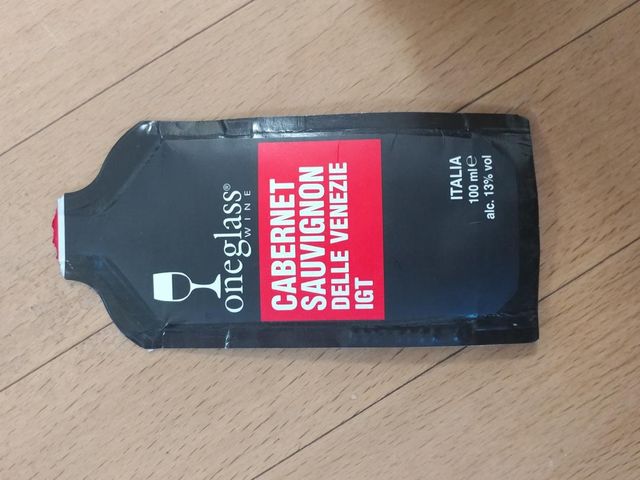 oneglass®
WINE
CABERNET
SAUVIGNON
DELLE VENEZIE
IGT
ITALIA
100 ml ℮
alc. 13% vol